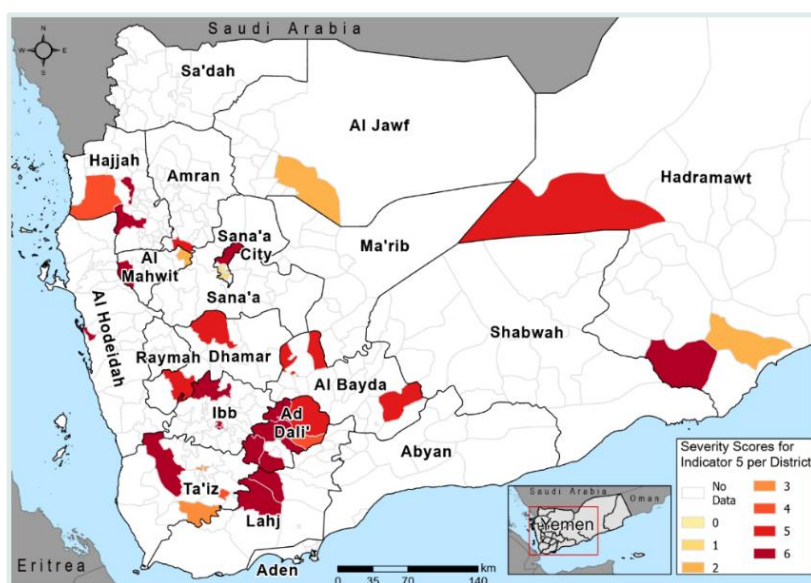 Saudi Arabia
N
W E
S
Sa'dah
Al Jawf
Hajjah
Amran
Hadramawt
Sana'a
City
Ma'rib
Al
Mahwit
Sana'a
Al Hodeidah
Shabwah
Raymah
Dhamar
Al Bayda
Ibb
Ad
Dali'
Abyan
Ta'iz
Lahj
Aden
Eritrea
km
0 35 70 140
Saudi Arabia
Oman
Yemen
Severity Scores for
Indicator 5 per District
No
Data
0
1
2
3
4
5
6